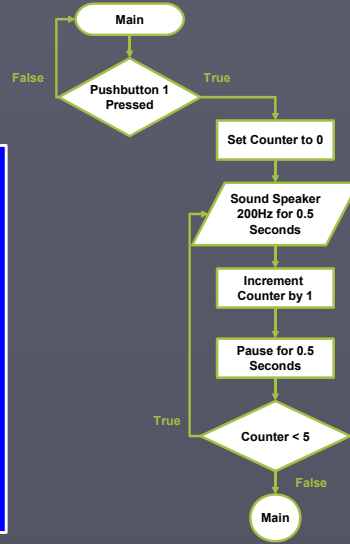 Main
False
True
Pushbutton 1
Pressed
Set Counter to 0
Sound Speaker
200Hz for 0.5
Seconds
Increment
Counter by 1
Pause for 0.5
Seconds
True
Counter < 5
False
Main